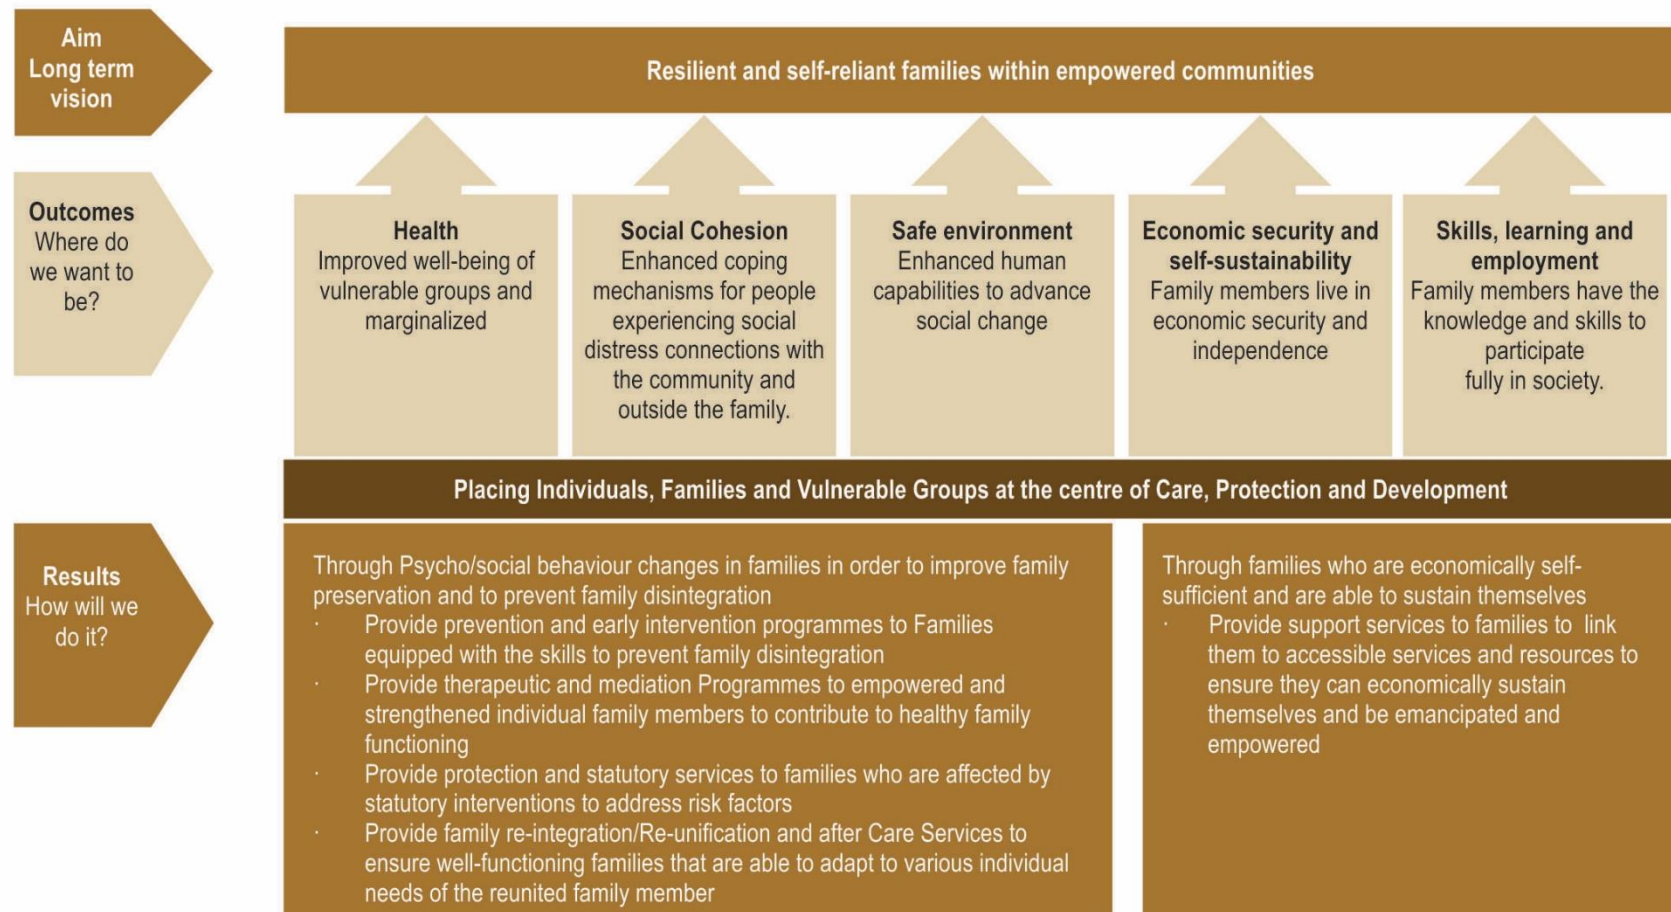 Aim
Long term
vision
Resilient and self-reliant families within empowered communities
Outcomes
Where do
we want to
be?
Health
Improved well-being of
vulnerable groups and
marginalized
Social Cohesion
Enhanced coping
mechanisms for people
experiencing social
distress connections with
the community and
outside the family.
Safe environment
Enhanced human
capabilities to advance
social change
Economic security and
self-sustainability
Family members live in
economic security and
independence
Skills, learning and
employment
Family members have the
knowledge and skills to
participate
fully in society.
Placing Individuals, Families and Vulnerable Groups at the centre of Care, Protection and Development
Results
How will we
do it?
Through Psycho/social behaviour changes in families in order to improve family
preservation and to prevent family disintegration
· Provide prevention and early intervention programmes to Families
equipped with the skills to prevent family disintegration
· Provide therapeutic and mediation Programmes to empowered and
strengthened individual family members to contribute to healthy family
functioning
· Provide protection and statutory services to families who are affected by
statutory interventions to address risk factors
· Provide family re-integration/Re-unification and after Care Services to
ensure well-functioning families that are able to adapt to various individual
needs of the reunited family member
Through families who are economically self-
sufficient and are able to sustain themselves
· Provide support services to families to link
them to accessible services and resources to
ensure they can economically sustain
themselves and be emancipated and
empowered